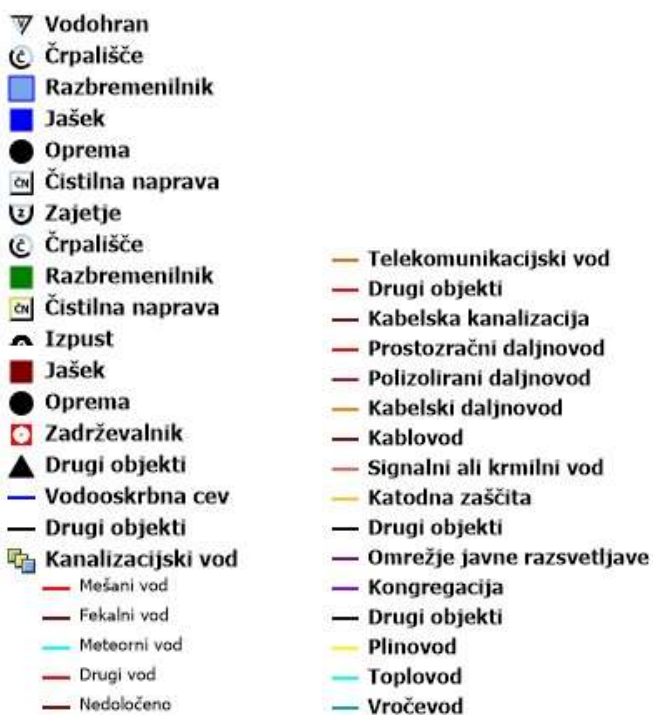 Vodohran
Črpališče
Razbremenilnik
Jašek
Oprema
Čistilna naprava
Zajetje
Črpališče
Razbremenilnik
Čistilna naprava
Izpust
Jašek
Oprema
Zadrževalnik
Drugi objekti
Vodooskrbna cev
Drugi objekti
Kanalizacijski vod
Mešani vod
Fekalni vod
Meteorni vod
Drugi vod
Nedoločeno
Telekomunikacijski vod
Drugi objekti
Kabelska kanalizacija
Prostozračni daljnovod
Polizolirani daljnovod
Kabelski daljnovod
Kablovod
Signalni ali krmilni vod
Katodna zaščita
Drugi objekti
Omrežje javne razsvetljave
Kongregacija
Drugi objekti
Plinovod
Toplovod
Vročevod